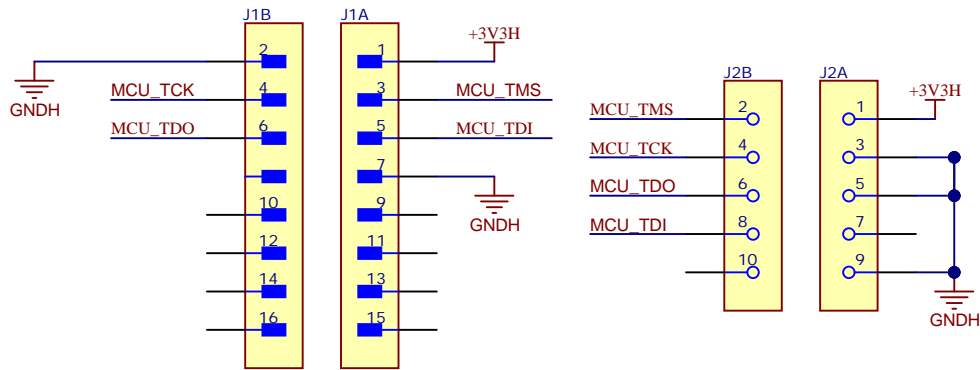 J1B
2
4
6
10
12
14
16
GNDH
MCU_TCK
MCU_TDO
J1A
1
3
5
7
9
11
13
15
+3V3H
MCU_TMS
MCU_TDI
GNDH
J2B
2
4
6
8
10
MCU_TMS
MCU_TCK
MCU_TDO
MCU_TDI
J2A
1
3
5
7
9
+3V3H
GNDH